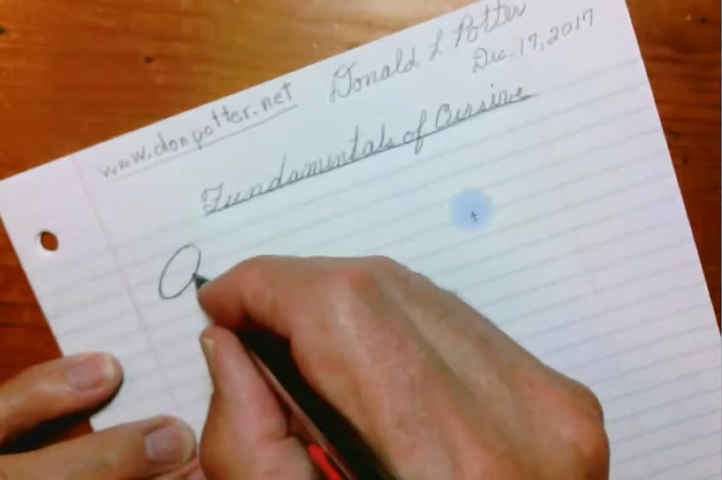 www.donpotter.net Donald L Potter
Dec. 17, 2017
Fundamentals of Cursive
O